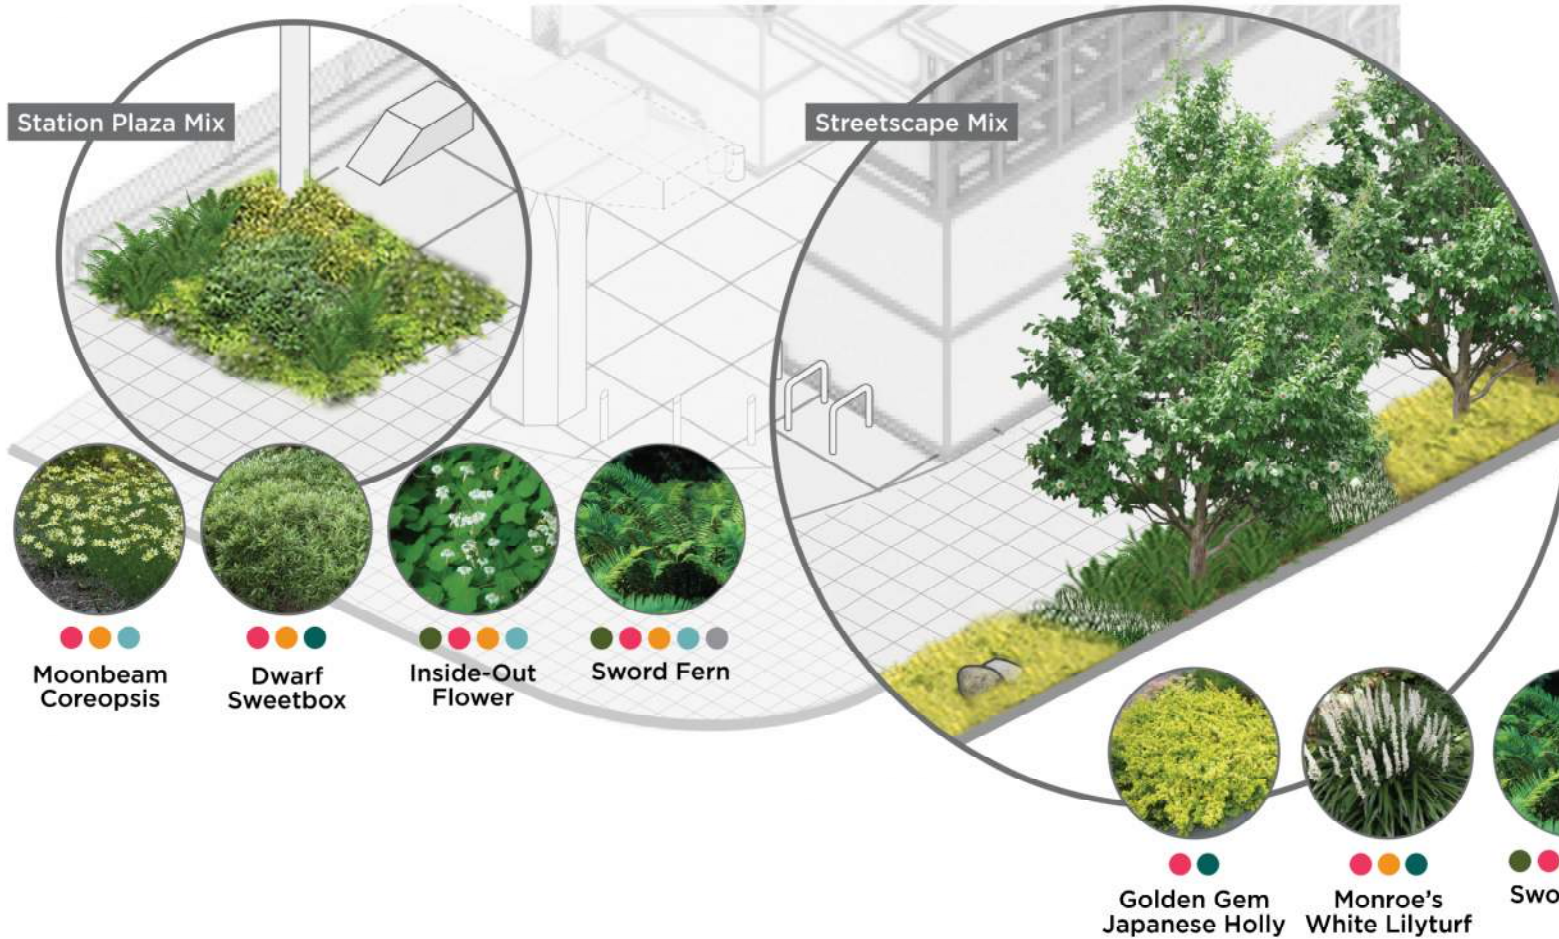 Station Plaza Mix
Streetscape Mix
Moonbeam
Coreopsis
Dwarf
Sweetbox
Inside-Out
Flower
Sword Fern
Golden Gem
Japanese Holly
Monroe's
White Lilyturf
Swo